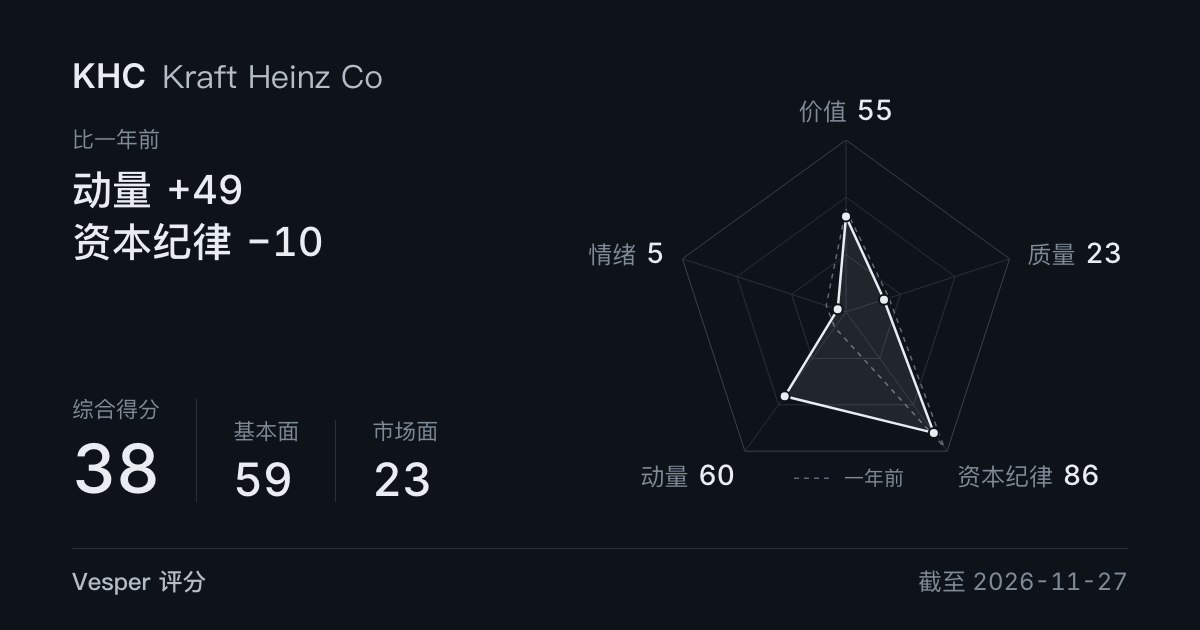 KHC Kraft Heinz Co
比一年前
动量 +49
资本纪律 −10
价值 55
情绪 5
质量 23
动量 60
---- 一年前
资本纪律 86
综合得分
38
基本面
59
市场面
23
Vesper 评分
截至 2026-11-27